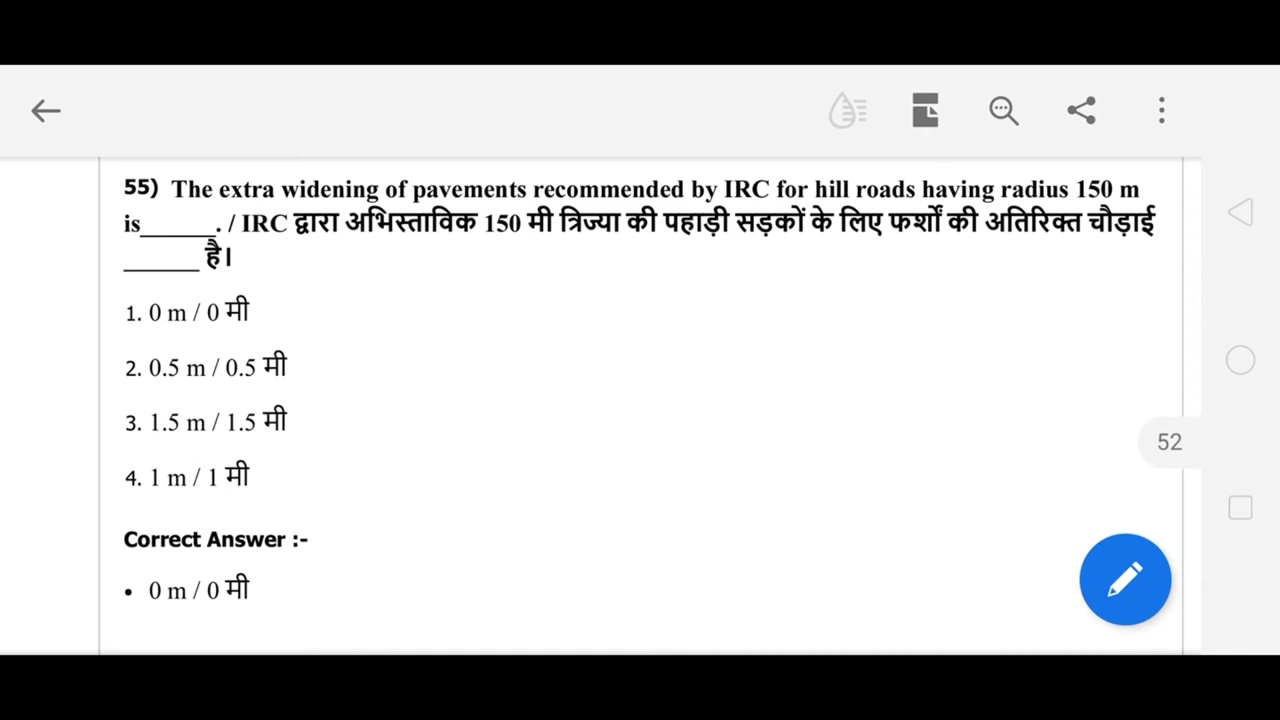 55) The extra widening of pavements recommended by IRC for hill roads having radius 150 m
is______. / IRC द्वारा अभिस्ताविक 150 मी त्रिज्या की पहाड़ी सड़कों के लिए फर्शों की अतिरिक्त चौड़ाई
______ है।
1. 0 m / 0 मी
2. 0.5 m / 0.5 मी
3. 1.5 m / 1.5 मी
4. 1 m / 1 मी
52
Correct Answer :-
• 0 m / 0 मी